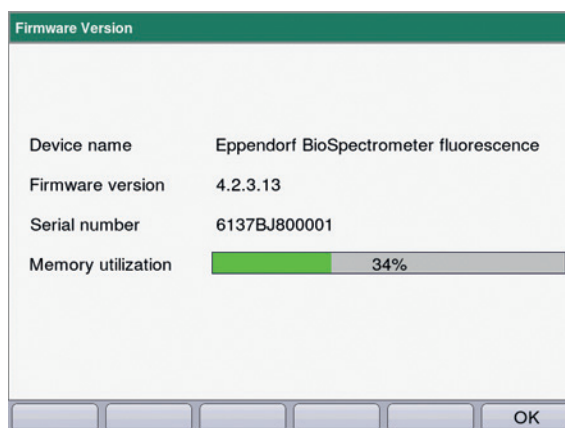 Firmware Version
Device name Eppendorf BioSpectrometer fluorescence
Firmware version 4.2.3.13
Serial number 6137BJ800001
Memory utilization 34%
OK